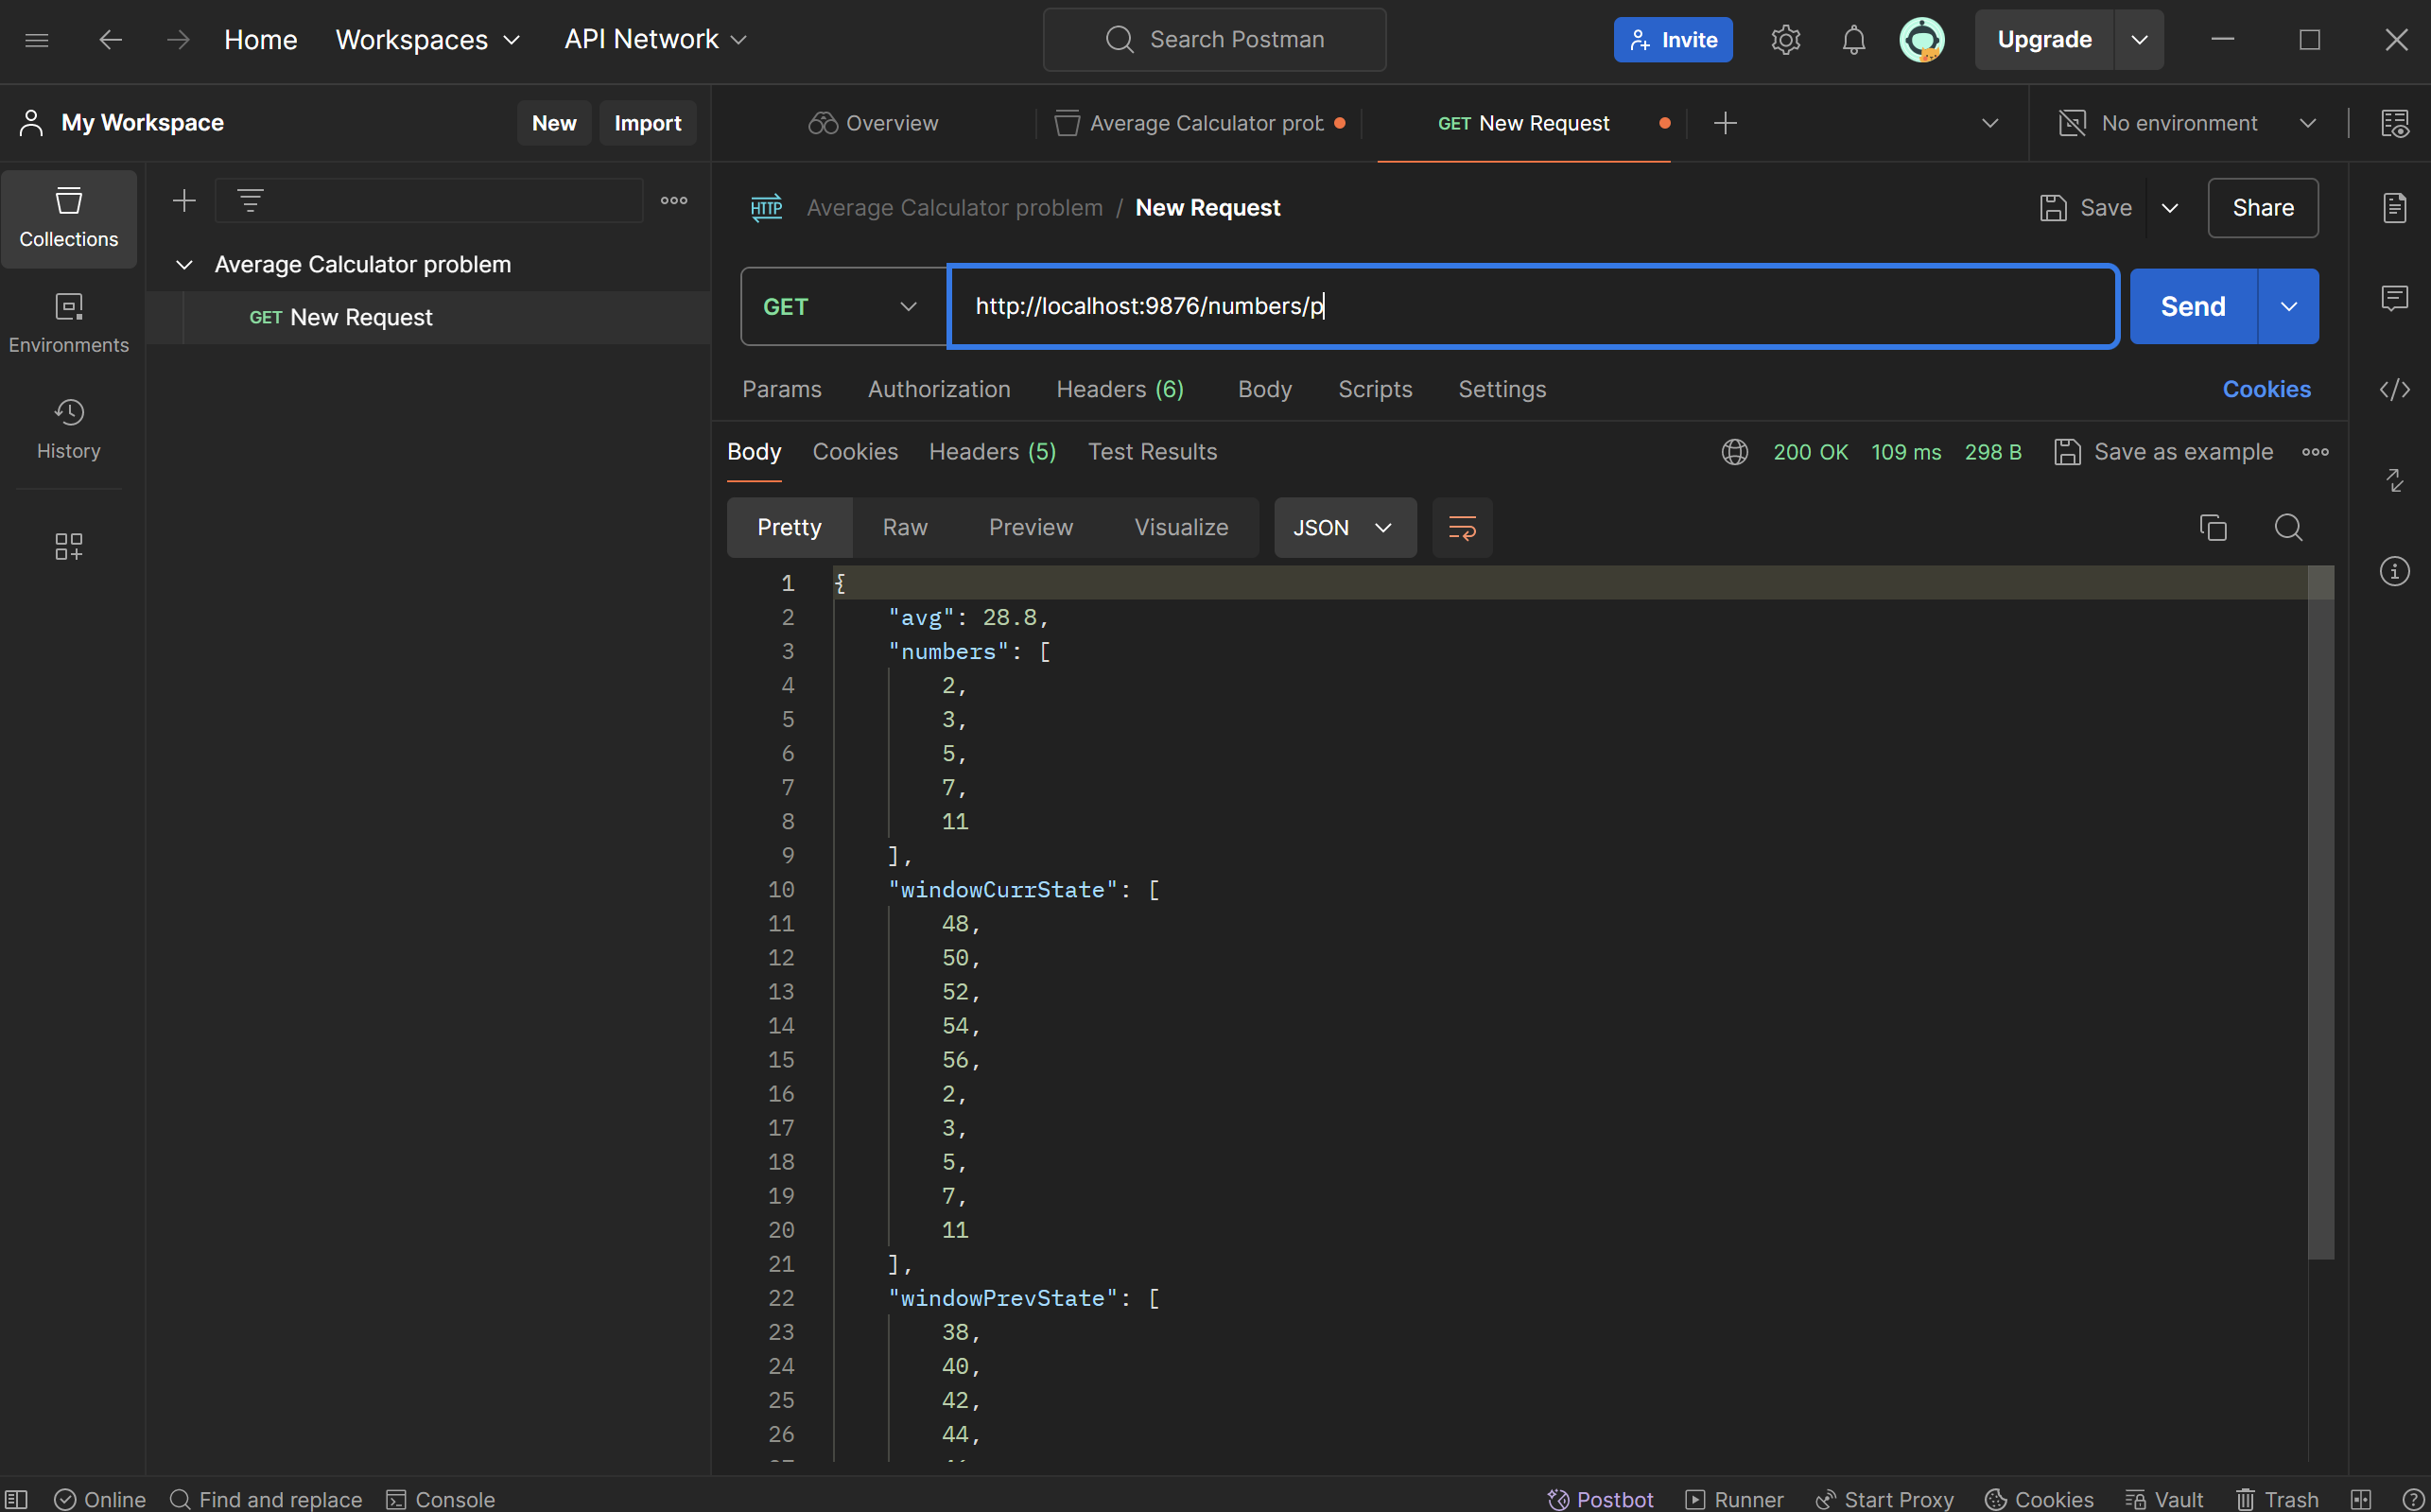 Home Workspaces API Network Search Postman Invite Upgrade
My Workspace New Import Overview Average Calculator prob GET New Request No environment
Collections
Environments
History
Average Calculator problem
GET New Request
HTTP Average Calculator problem / New Request Save Share
GET http://localhost:9876/numbers/p Send
Params Authorization Headers (6) Body Scripts Settings Cookies
Body Cookies Headers (5) Test Results 200 OK 109 ms 298 B Save as example
Pretty Raw Preview Visualize JSON
1 {
2 "avg": 28.8,
3 "numbers": [
4 2,
5 3,
6 5,
7 7,
8 11
9 ],
10 "windowCurrState": [
11 48,
12 50,
13 52,
14 54,
15 56,
16 2,
17 3,
18 5,
19 7,
20 11
21 ],
22 "windowPrevState": [
23 38,
24 40,
25 42,
26 44,
Online Find and replace Console Postbot Runner Start Proxy Cookies Vault Trash